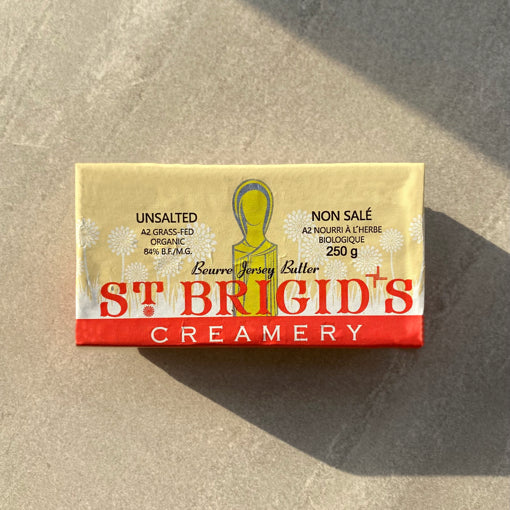 UNSALTED
A2 GRASS-FED
ORGANIC
84% B.F./M.G.
NON SALÉ
A2 NOURRI À L'HERBE
BIOLOGIQUE
250 g
Beurre Jersey Butter
ST. BRIGID'S
CREAMERY